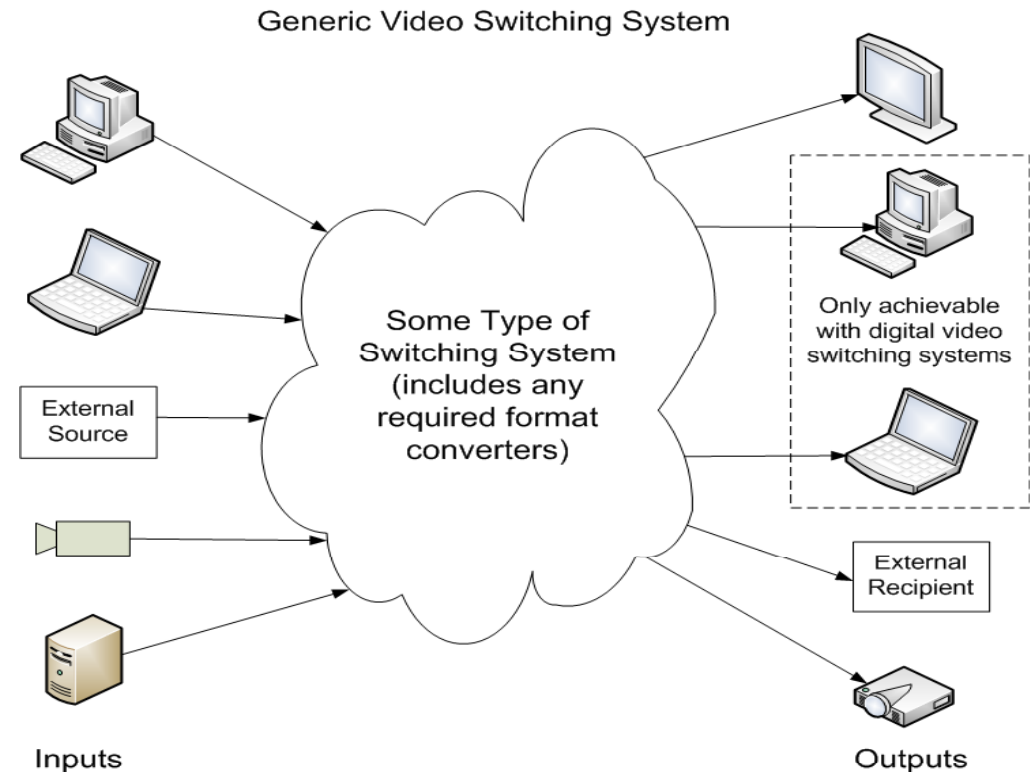 Generic Video Switching System
External
Source
Some Type of
Switching System
(includes any
required format
converters)
Only achievable
with digital video
switching systems
External
Recipient
Inputs
Outputs